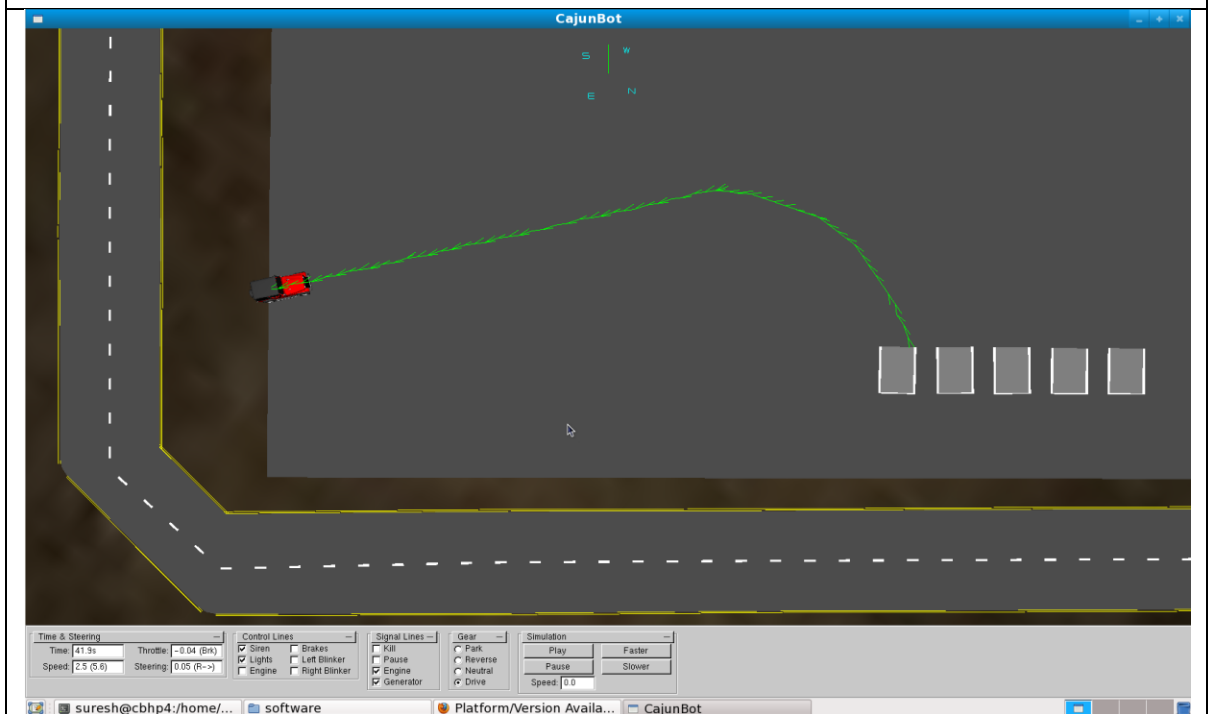 CajunBot
S W
E N
Time & Steering
Time: 41.9s Throttle: -0.04 (Brk)
Speed: 2.5 (5.6) Steering: 0.05 (R->)
Control Lines
Siren Brakes
Lights Left Blinker
Engine Right Blinker
Signal Lines
Kill
Pause
Engine
Generator
Gear
Park
Reverse
Neutral
Drive
Simulation
Play Faster
Pause Slower
Speed: 0.0
suresh@cbhp4:/home/... software Platform/Version Availa... CajunBot